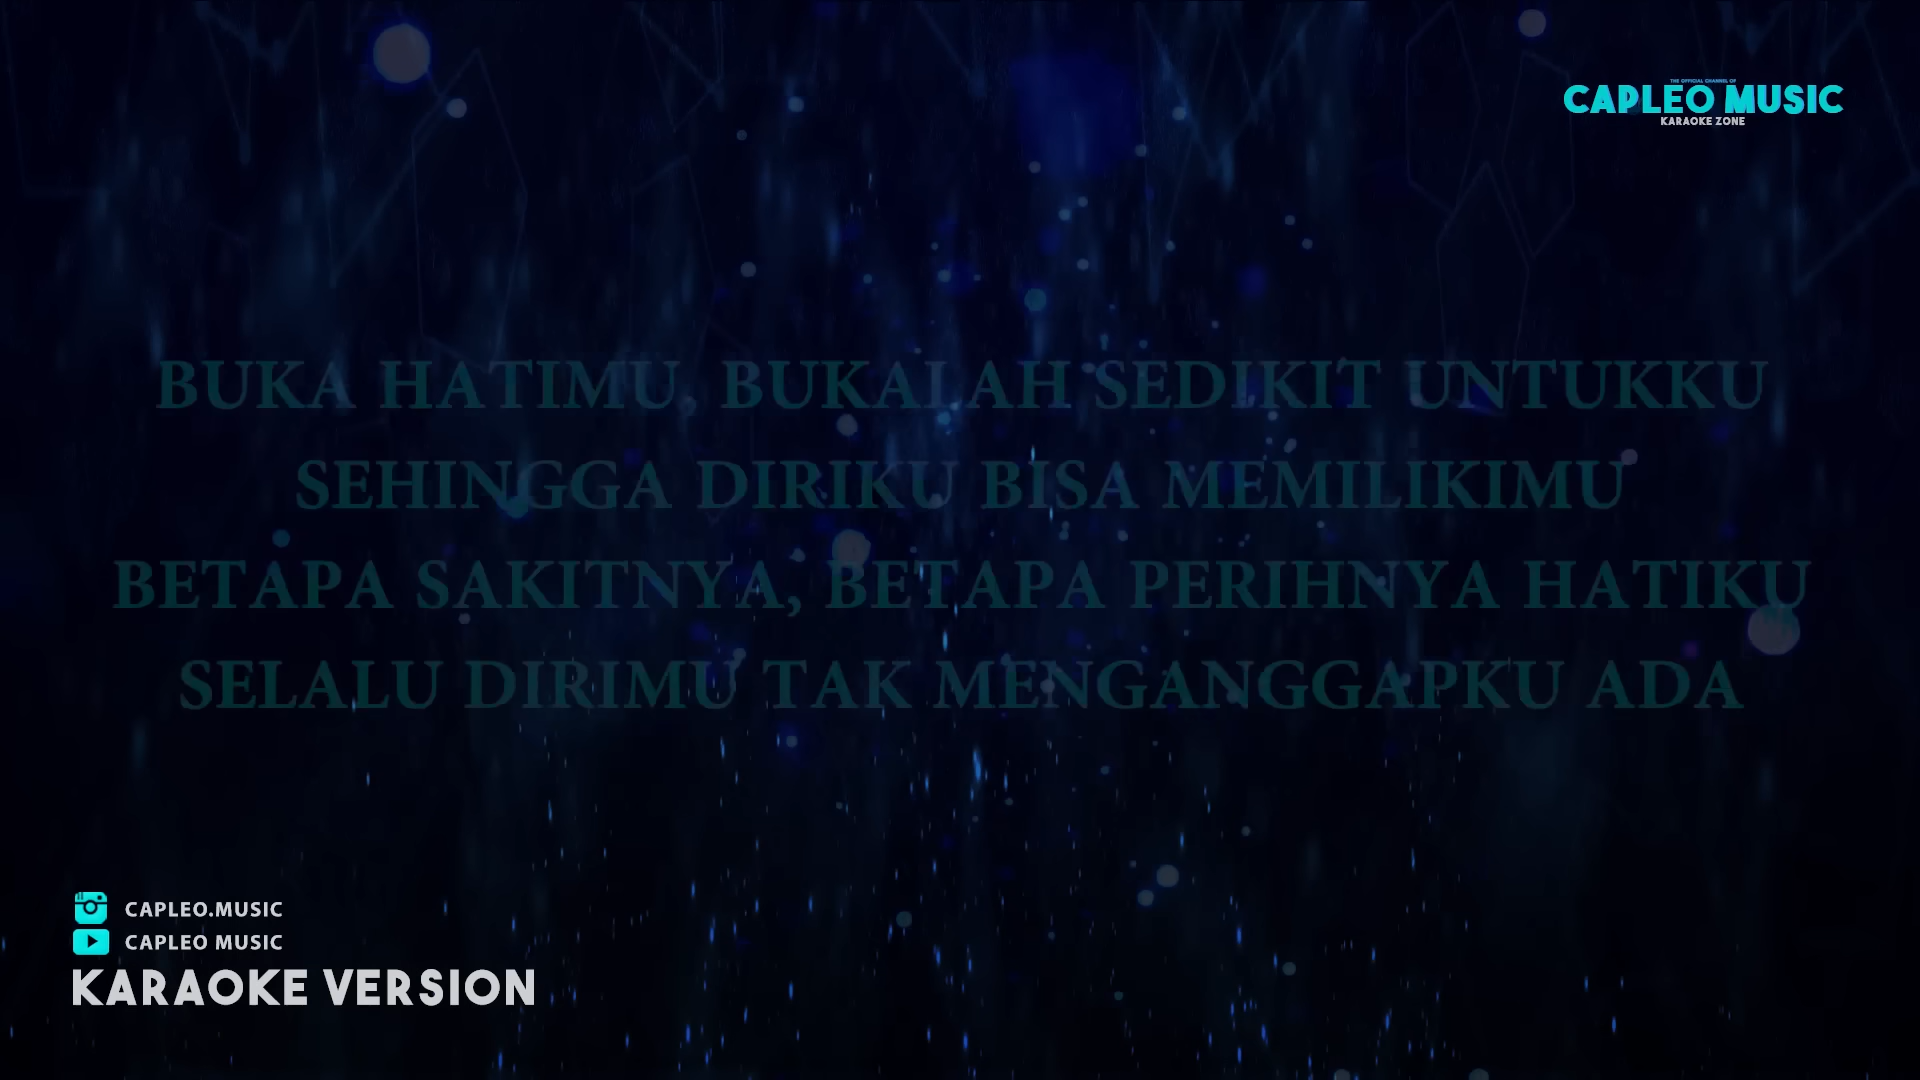 THE OFFICIAL CHANNEL OF
CAPLEO MUSIC
KARAOKE ZONE
BUKA HATIMU, BUKALAH SEDIKIT UNTUKKU
SEHINGGA DIRIKU BISA MEMILIKIMU
BETAPA SAKITNYA, BETAPA PERIHNYA HATIKU
SELALU DIRIMU TAK MENGANGGAPKU ADA
CAPLEO.MUSIC
CAPLEO MUSIC
KARAOKE VERSION